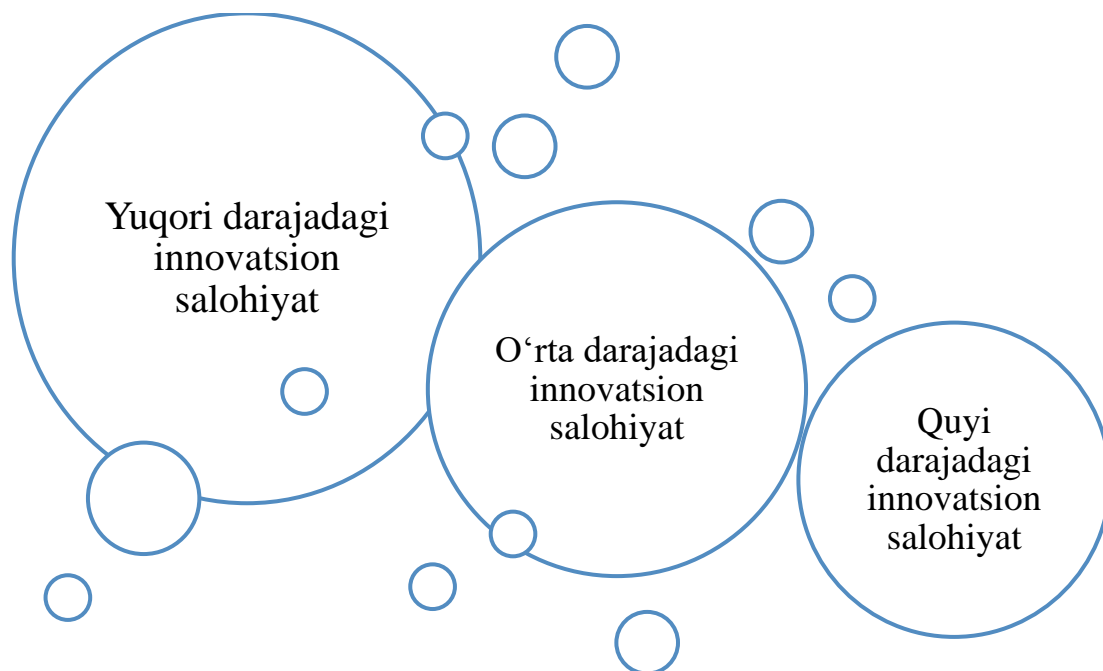 Yuqori darajadagi
innovatsion
salohiyat
O‘rta darajadagi
innovatsion
salohiyat
Quyi
darajadagi
innovatsion
salohiyat